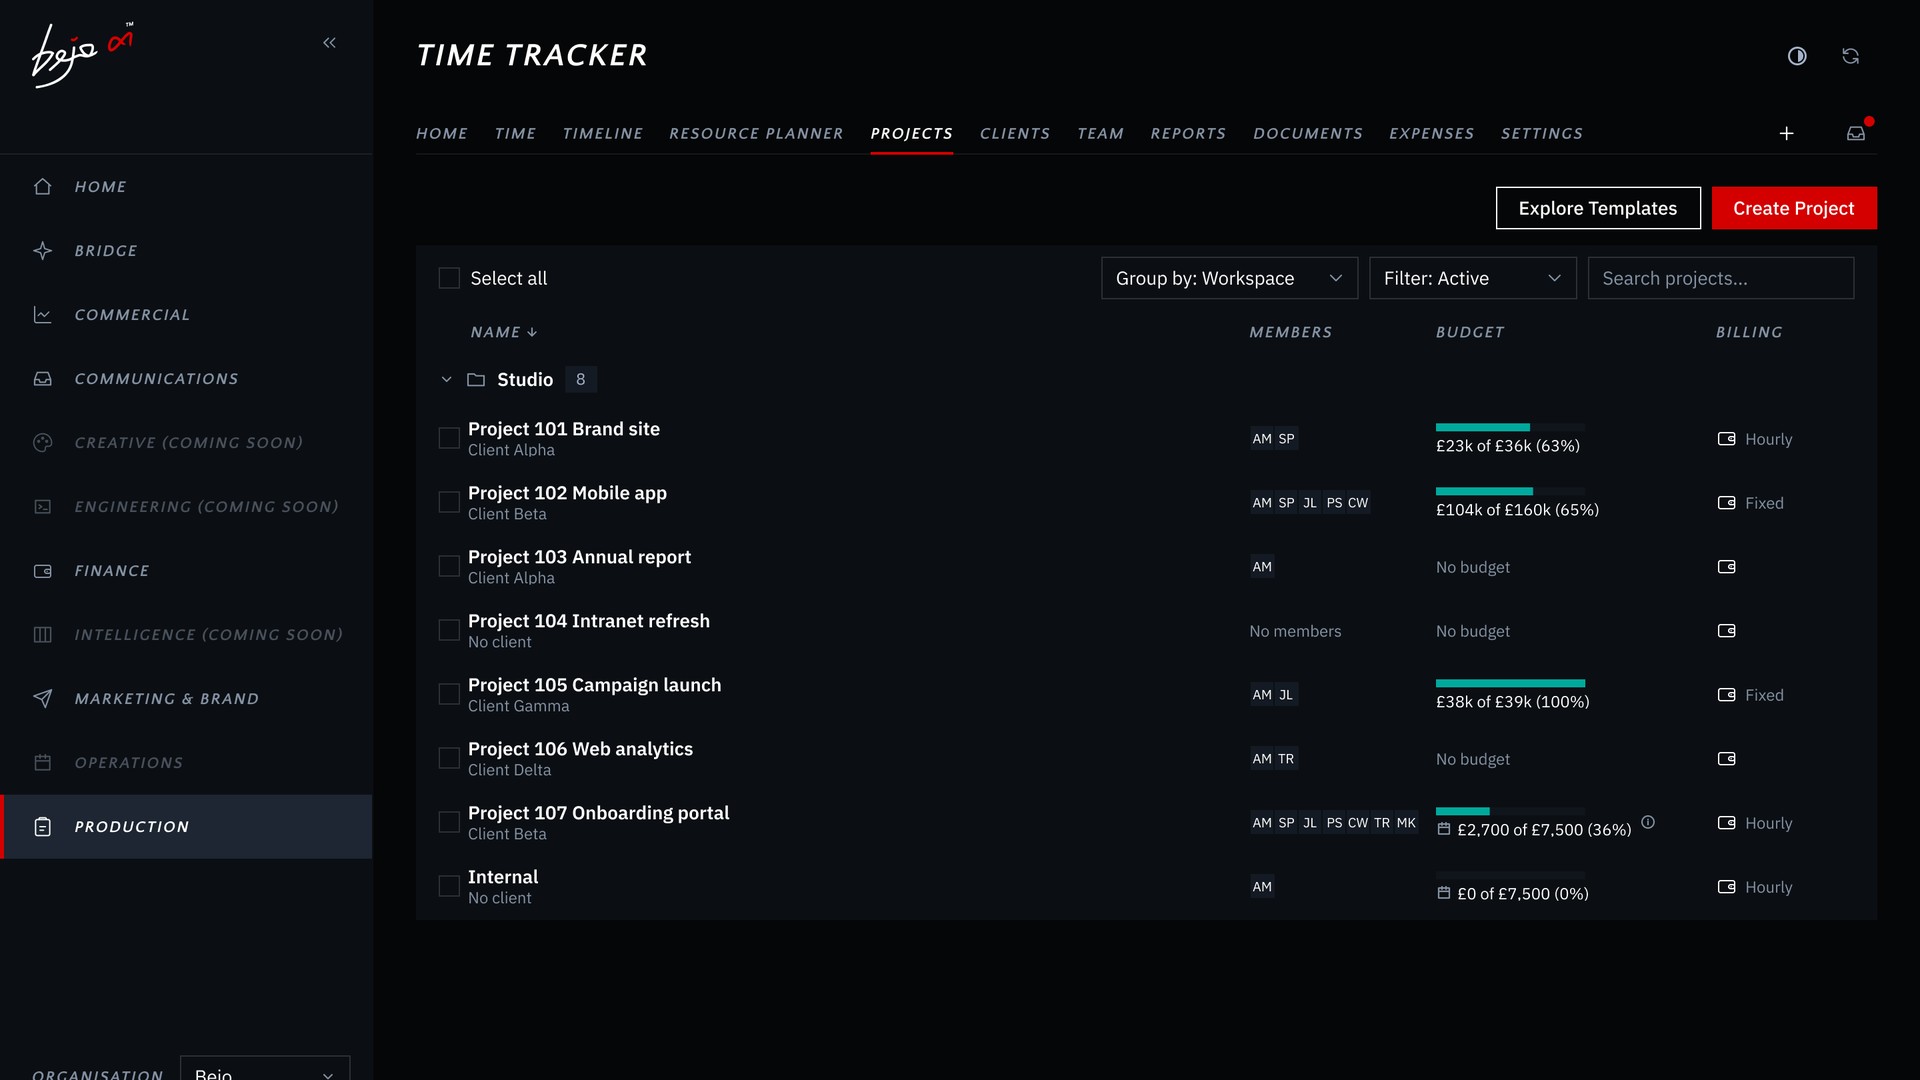 bejo ™
TIME TRACKER
HOME TIME TIMELINE RESOURCE PLANNER PROJECTS CLIENTS TEAM REPORTS DOCUMENTS EXPENSES SETTINGS
HOME
BRIDGE
COMMERCIAL
COMMUNICATIONS
CREATIVE (COMING SOON)
ENGINEERING (COMING SOON)
FINANCE
INTELLIGENCE (COMING SOON)
MARKETING & BRAND
OPERATIONS
PRODUCTION
ORGANISATION Bejo
Explore Templates Create Project
Select all Group by: Workspace Filter: Active Search projects...
NAME MEMBERS BUDGET BILLING
Studio 8
Project 101 Brand site
Client Alpha
AM SP
£23k of £36k (63%)
Hourly
Project 102 Mobile app
Client Beta
AM SP JL PS CW
£104k of £160k (65%)
Fixed
Project 103 Annual report
Client Alpha
AM
No budget
Project 104 Intranet refresh
No client
No members
No budget
Project 105 Campaign launch
Client Gamma
AM JL
£38k of £39k (100%)
Fixed
Project 106 Web analytics
Client Delta
AM TR
No budget
Project 107 Onboarding portal
Client Beta
AM SP JL PS CW TR MK
£2,700 of £7,500 (36%)
Hourly
Internal
No client
AM
£0 of £7,500 (0%)
Hourly